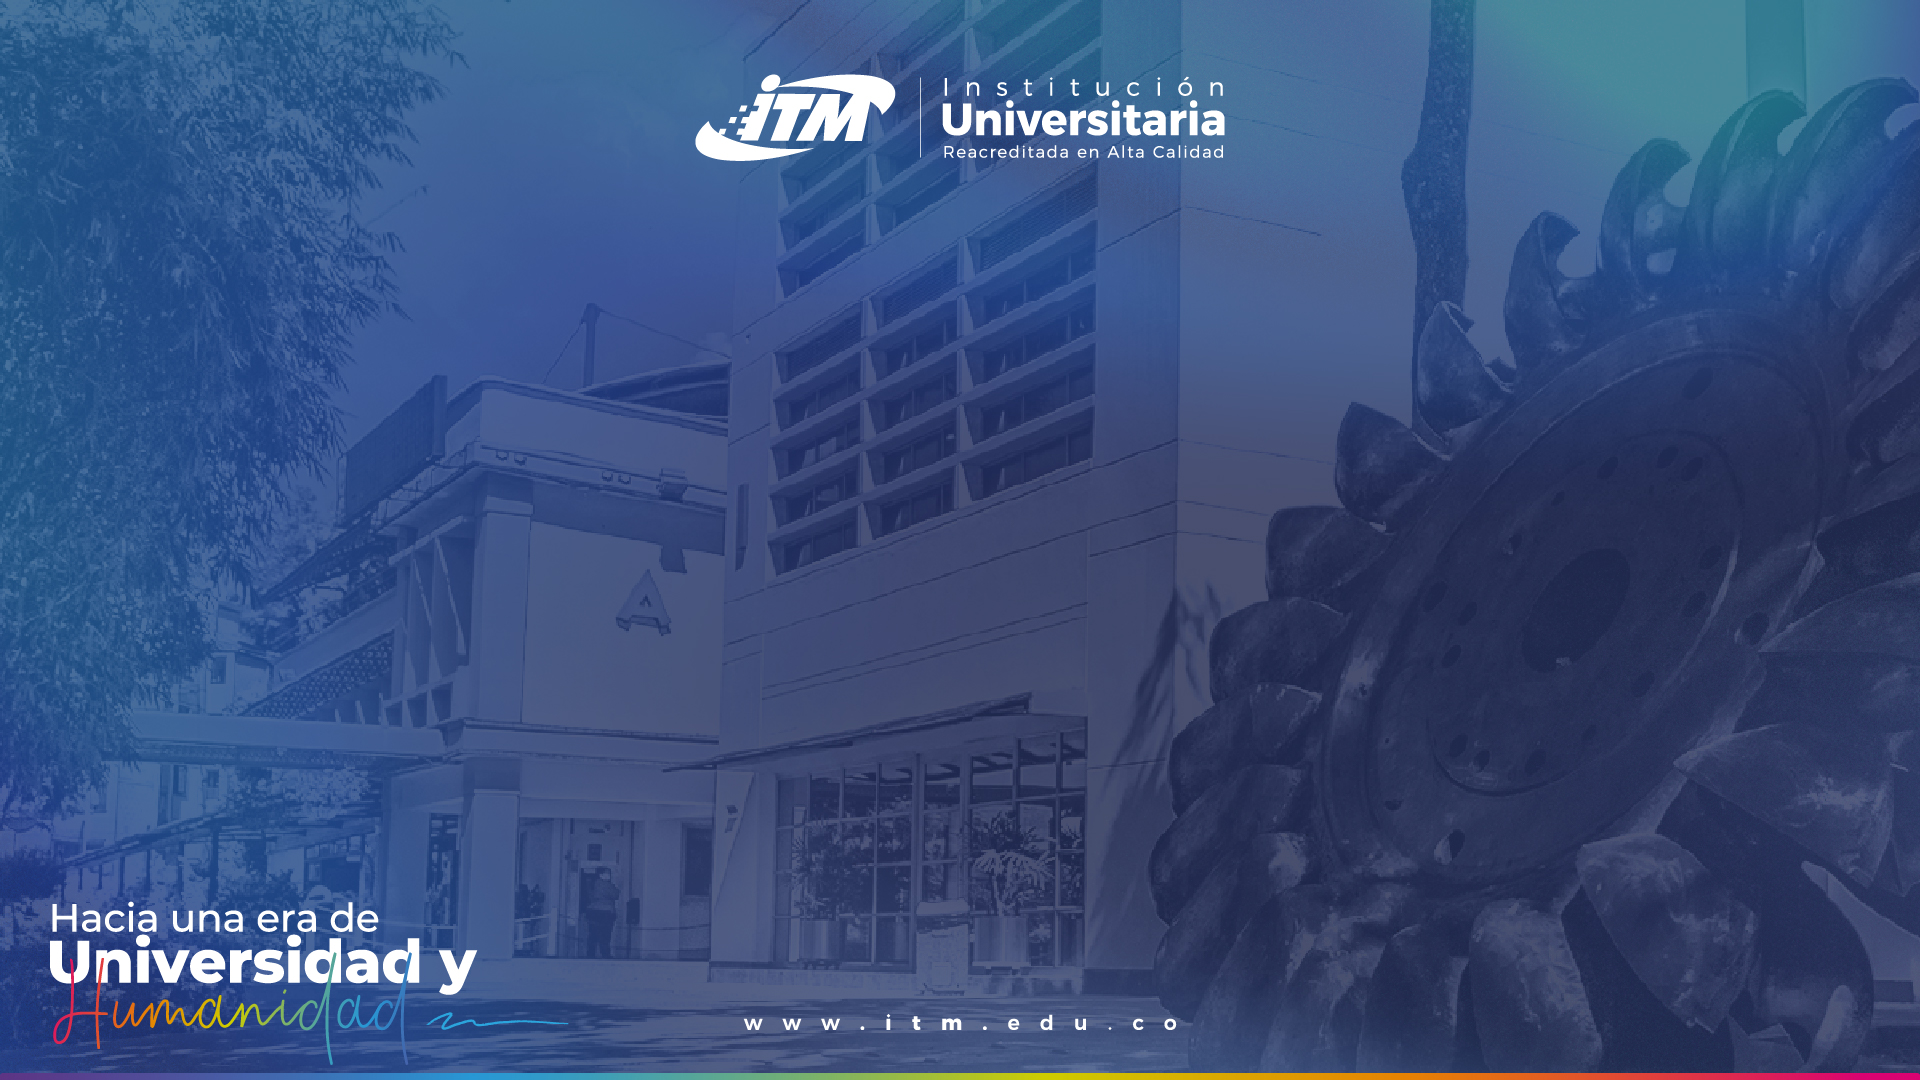 iTM
Institución
Universitaria
Reacreditada en Alta Calidad
A
Hacia una era de
Universidad y
Humanidad
www.itm.edu.co